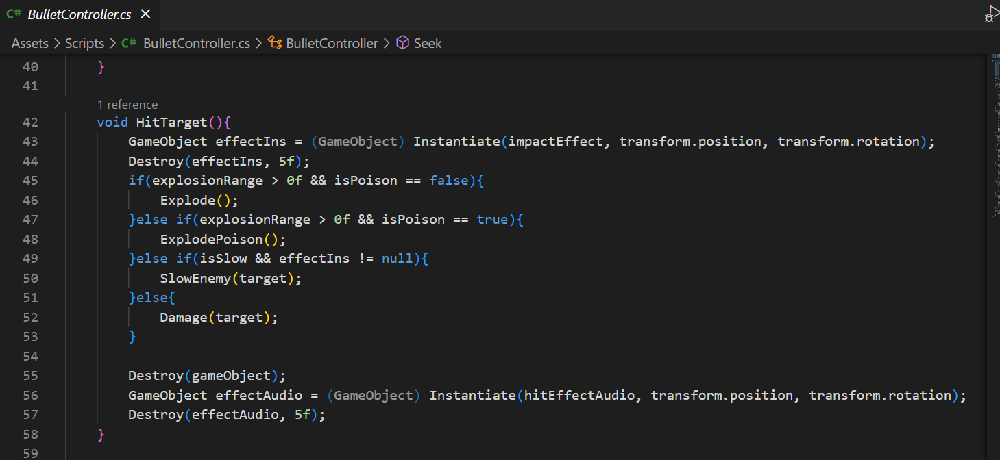 C# BulletController.cs ×
Assets > Scripts > C# BulletController.cs > BulletController > Seek
40 }
41
1 reference
42 void HitTarget(){
43 GameObject effectIns = (GameObject) Instantiate(impactEffect, transform.position, transform.rotation);
44 Destroy(effectIns, 5f);
45 if(explosionRange > 0f && isPoison == false){
46 Explode();
47 }else if(explosionRange > 0f && isPoison == true){
48 ExplodePoison();
49 }else if(isSlow && effectIns != null){
50 SlowEnemy(target);
51 }else{
52 Damage(target);
53 }
54
55 Destroy(gameObject);
56 GameObject effectAudio = (GameObject) Instantiate(hitEffectAudio, transform.position, transform.rotation);
57 Destroy(effectAudio, 5f);
58 }
59